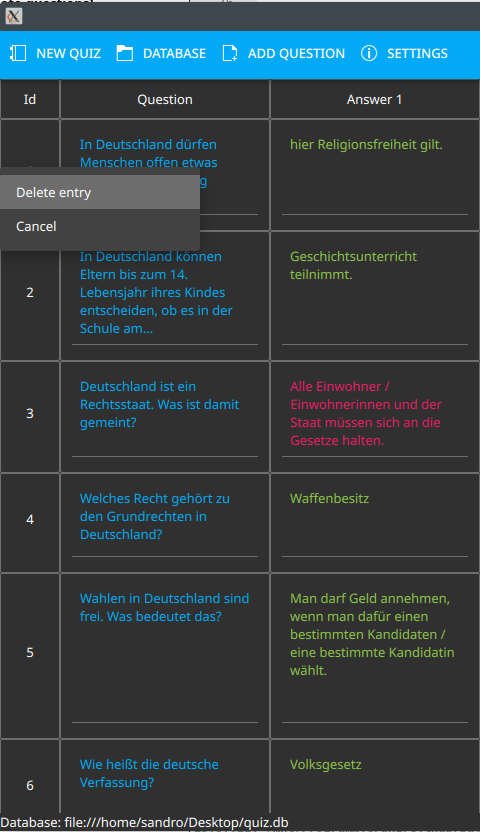 NEW QUIZ DATABASE ADD QUESTION SETTINGS
Id Question Answer 1
In Deutschland dürfen
Menschen offen etwas
g
hier Religionsfreiheit gilt.
Delete entry
Cancel
2
In Deutschland können
Eltern bis zum 14.
Lebensjahr ihres Kindes
entscheiden, ob es in der
Schule am...
Geschichtsunterricht
teilnimmt.
3
Deutschland ist ein
Rechtsstaat. Was ist damit
gemeint?
Alle Einwohner /
Einwohnerinnen und der
Staat müssen sich an die
Gesetze halten.
4
Welches Recht gehört zu
den Grundrechten in
Deutschland?
Waffenbesitz
5
Wahlen in Deutschland sind
frei. Was bedeutet das?
Man darf Geld annehmen,
wenn man dafür einen
bestimmten Kandidaten /
eine bestimmte Kandidatin
wählt.
6
Wie heißt die deutsche
Verfassung?
Volksgesetz
Database: file:///home/sandro/Desktop/quiz.db